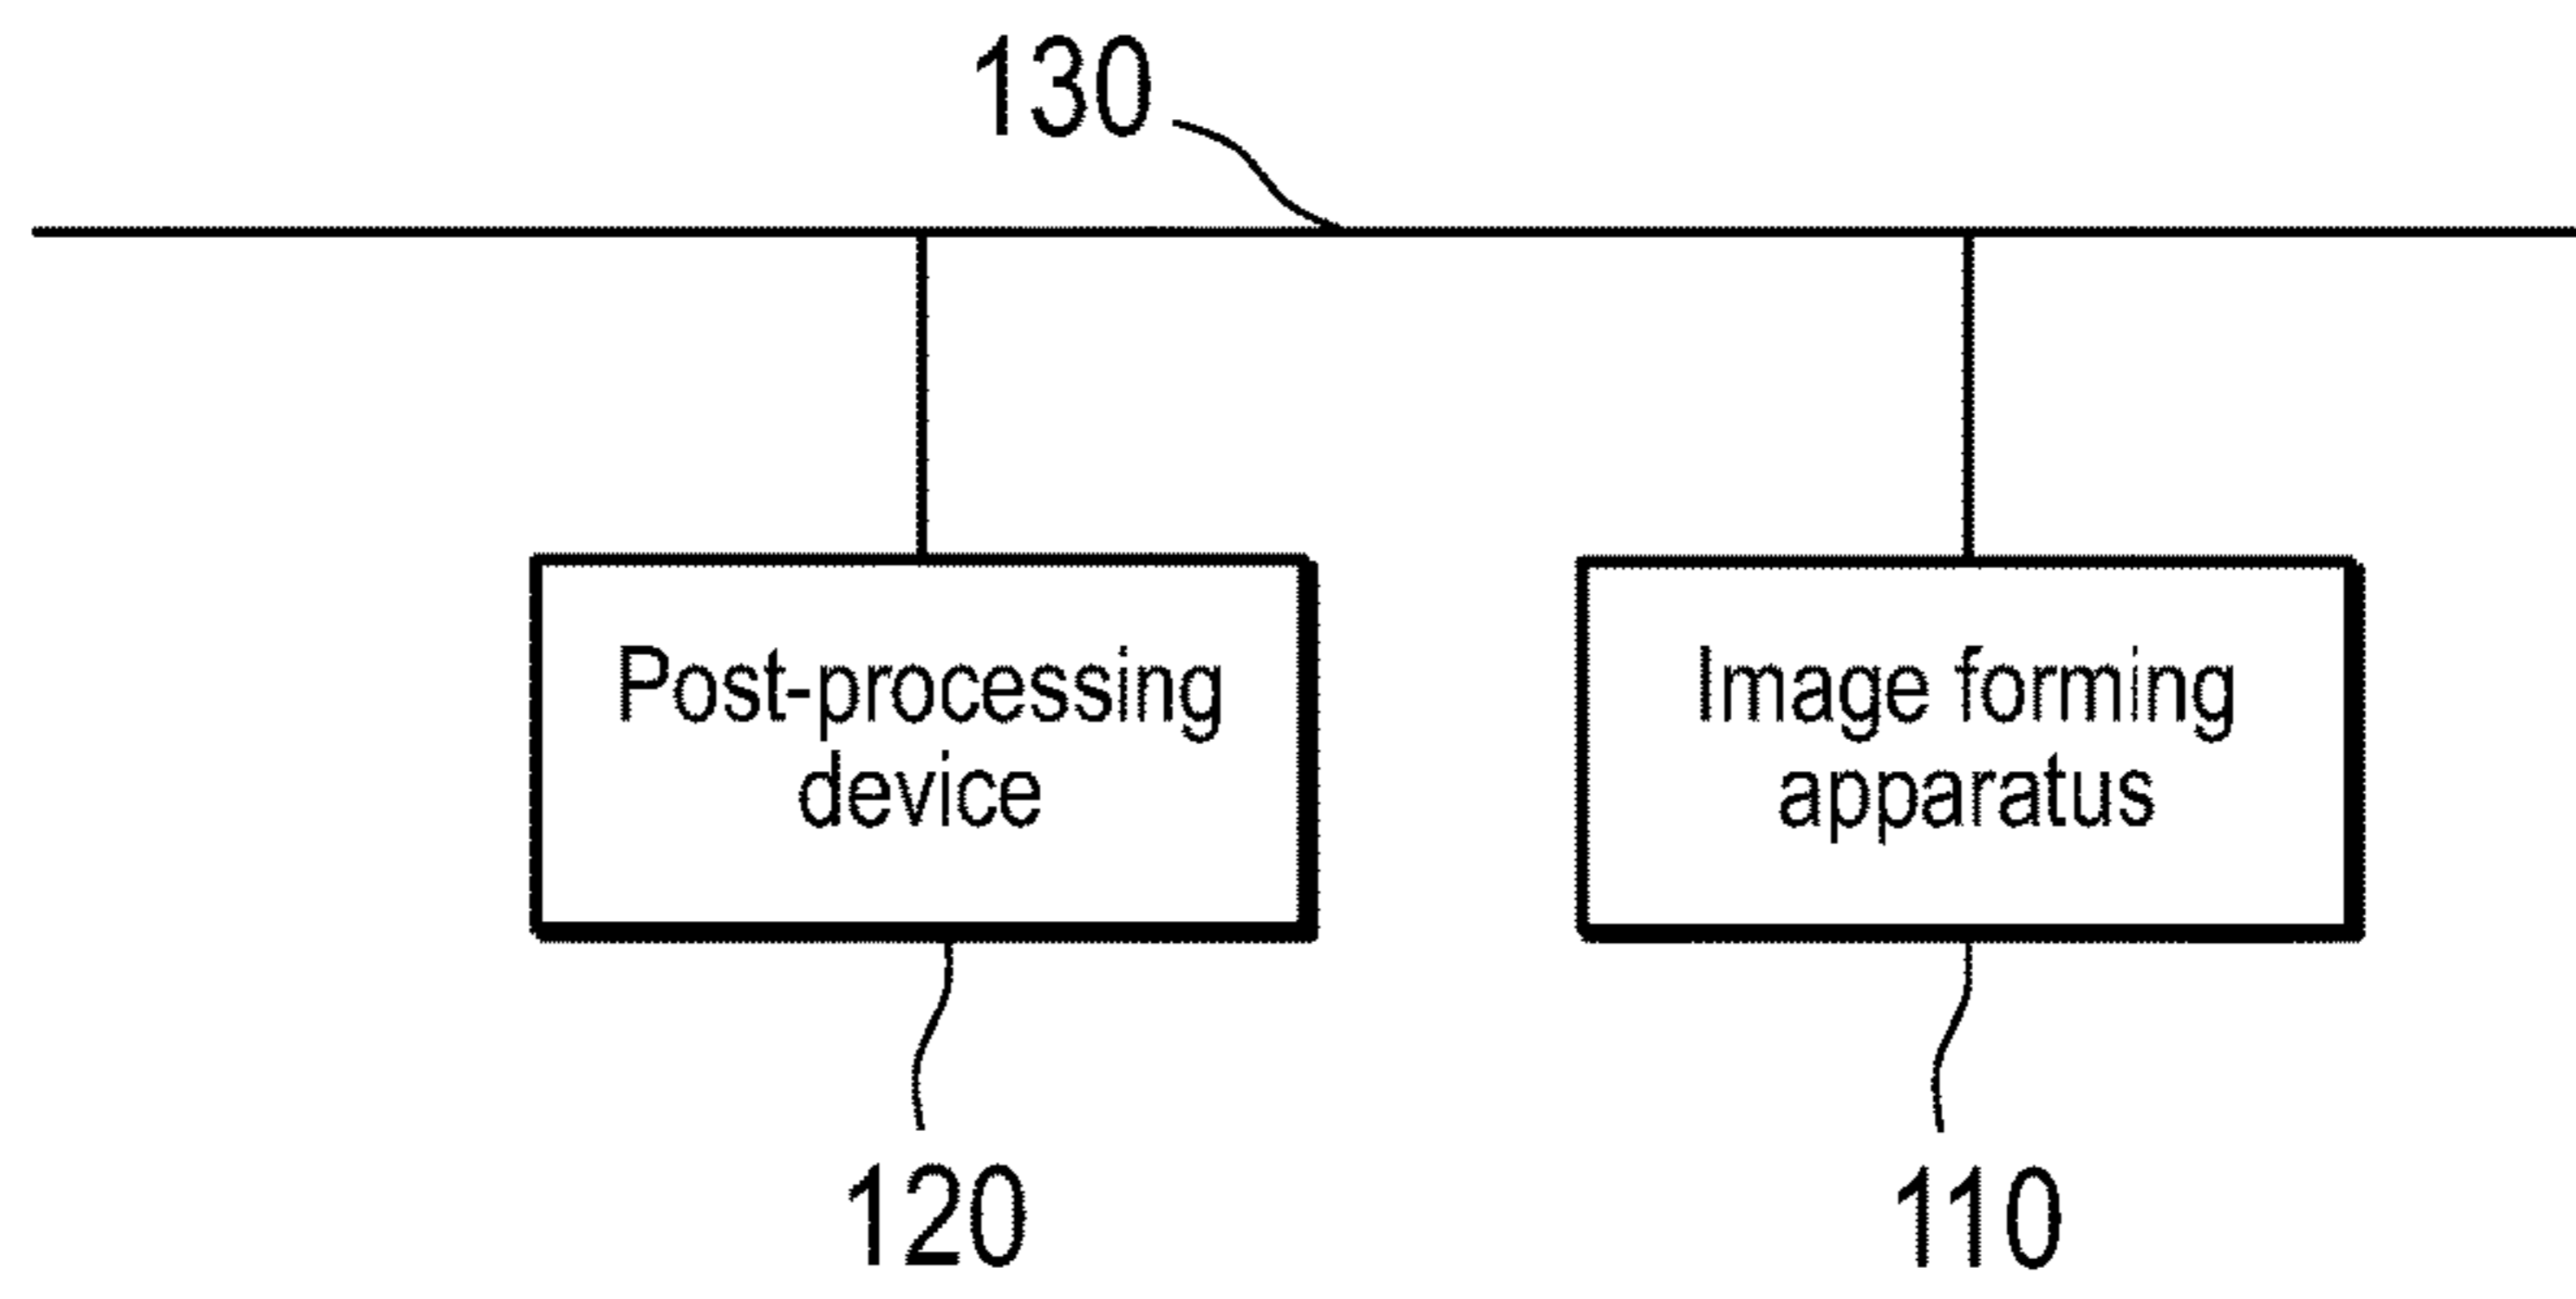 130
Post-processing
device
Image forming
apparatus
120
110